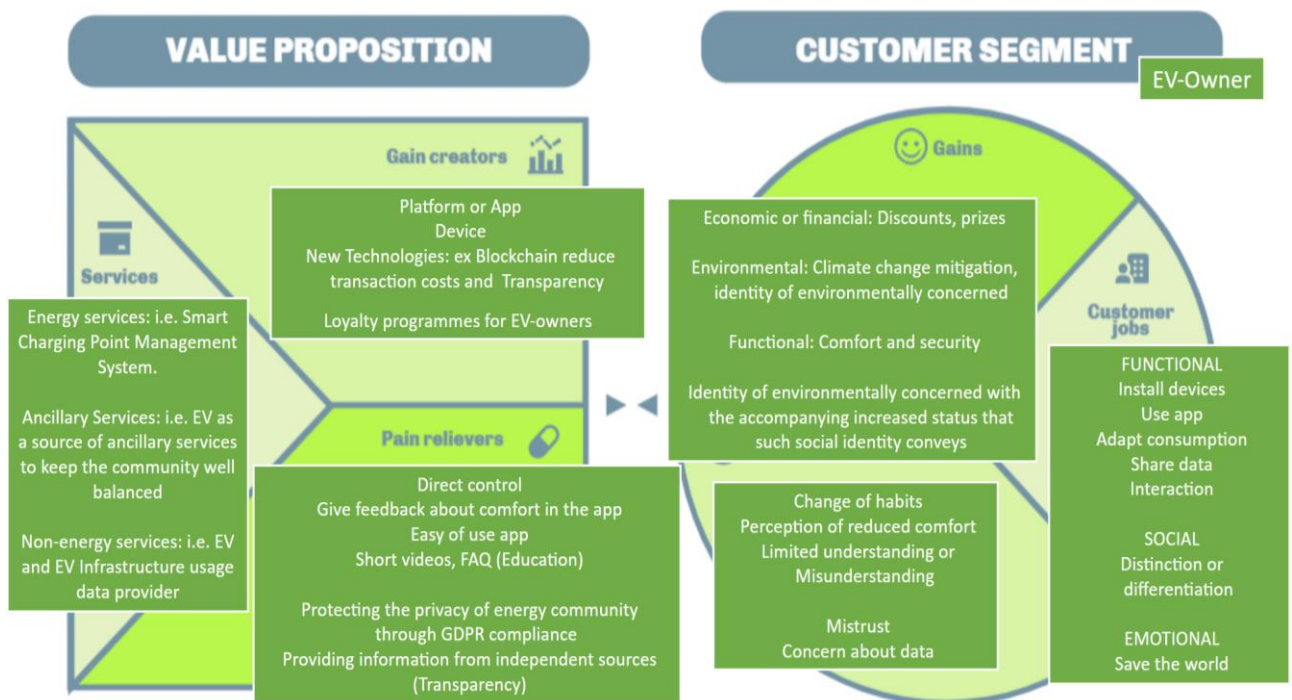 VALUE PROPOSITION
CUSTOMER SEGMENT
EV-Owner
Gain creators
Platform or App
Device
New Technologies: ex Blockchain reduce
transaction costs and Transparency
Loyalty programmes for EV-owners
Services
Energy services: i.e. Smart
Charging Point Management
System.
Ancillary Services: i.e. EV as
a source of ancillary services
to keep the community well
balanced
Non-energy services: i.e. EV
and EV Infrastructure usage
data provider
Pain relievers
Direct control
Give feedback about comfort in the app
Easy of use app
Short videos, FAQ (Education)
Protecting the privacy of energy community
through GDPR compliance
Providing information from independent sources
(Transparency)
Gains
Economic or financial: Discounts, prizes
Environmental: Climate change mitigation,
identity of environmentally concerned
Functional: Comfort and security
Identity of environmentally concerned with
the accompanying increased status that
such social identity conveys
Change of habits
Perception of reduced comfort
Limited understanding or
Misunderstanding
Mistrust
Concern about data
Customer
jobs
FUNCTIONAL
Install devices
Use app
Adapt consumption
Share data
Interaction
SOCIAL
Distinction or
differentiation
EMOTIONAL
Save the world